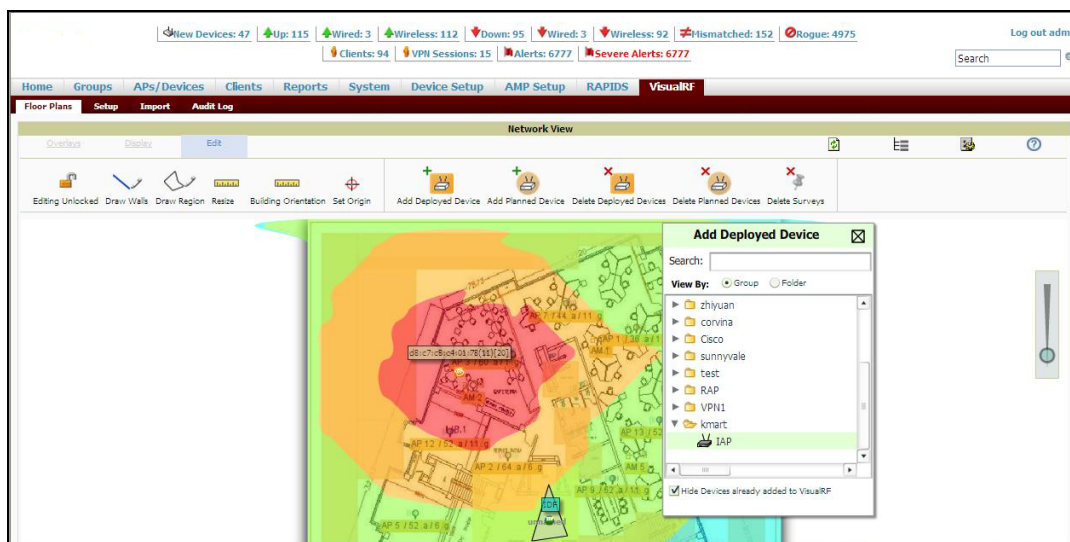 New Devices: 47 Up: 115 Wired: 3 Wireless: 112 Down: 95 Wired: 3 Wireless: 92 Mismatched: 152 Rogue: 4975
Log out adm
Clients: 94 VPN Sessions: 15 Alerts: 6777 Severe Alerts: 6777
Search
Home Groups APs/Devices Clients Reports System Device Setup AMP Setup RAPIDS VisualRF
Floor Plans Setup Import Audit Log
Network View
Overlays Display Edit
Editing Unlocked Draw Walls Draw Region Resize Building Orientation Set Origin Add Deployed Device Add Planned Device Delete Deployed Devices Delete Planned Devices Delete Surveys
Add Deployed Device
Search:
View By: Group Folder
zhiyuan
corvina
Cisco
sunnyvale
test
RAP
VPN1
kmart
IAP
Hide Devices already added to VisualRF
AP 7 / 44 a / 11 g
AM 1
AM 2
AP 12 / 52 a / 11 g
AP 2 / 64 a / 6 g
AP 13 / 52
AM 5
AP 9 / 52 a / 11 g
AP 5 / 52 a / 6 g